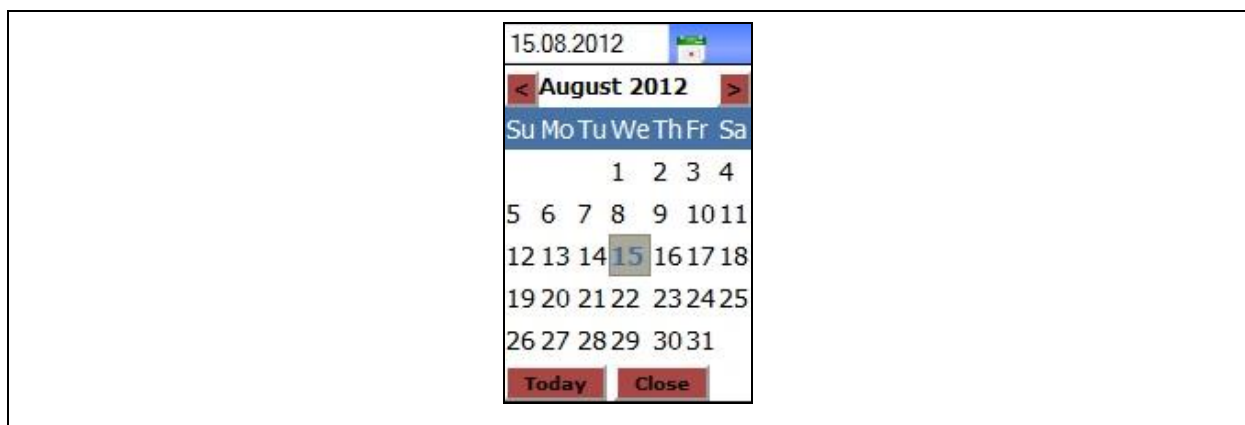 15.08.2012
< August 2012 >
Su Mo Tu We Th Fr Sa
1 2 3 4
5 6 7 8 9 10 11
12 13 14 15 16 17 18
19 20 21 22 23 24 25
26 27 28 29 30 31
Today Close